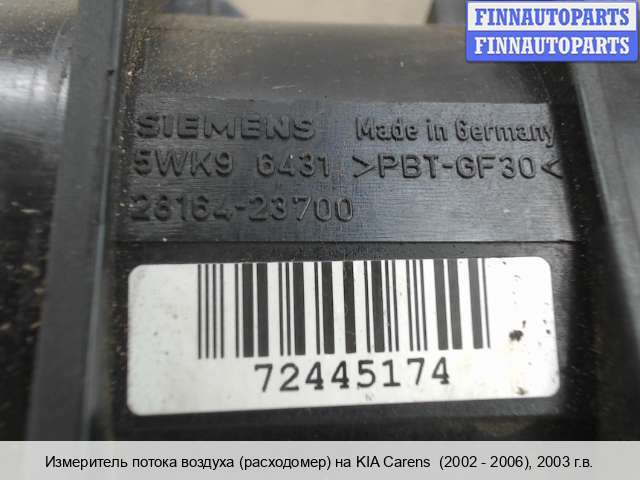 FINNAUTOPARTS
FINNAUTOPARTS
SIEMENS Made in Germany
5WK9 6431 >PBT-GF30<
28164-23700
72445174
Измеритель потока воздуха (расходомер) на KIA Carens (2002 - 2006), 2003 г.в.